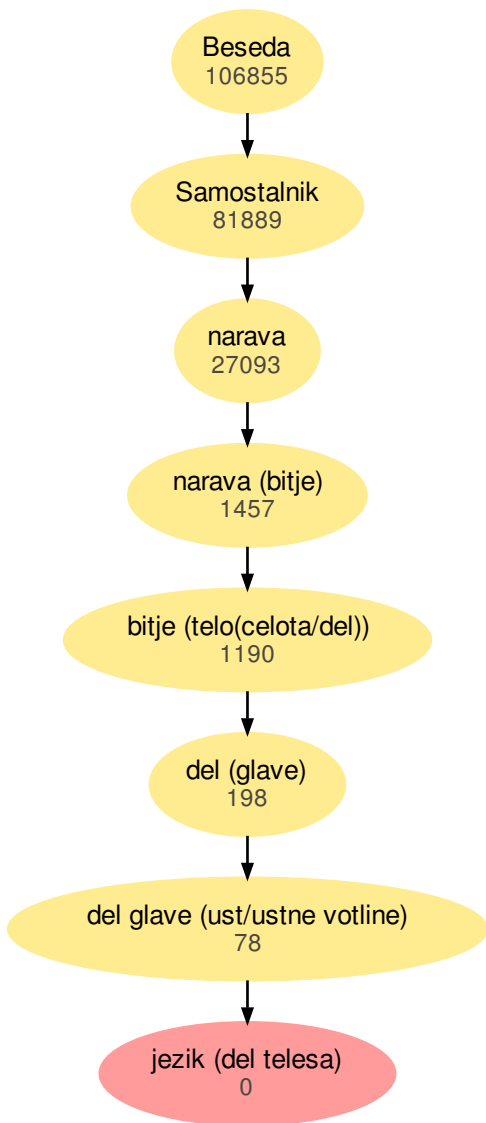 Beseda
106855
Samostalnik
81889
narava
27093
narava (bitje)
1457
bitje (telo(celota/del))
1190
del (glave)
198
del glave (ust/ustne votline)
78
jezik (del telesa)
0